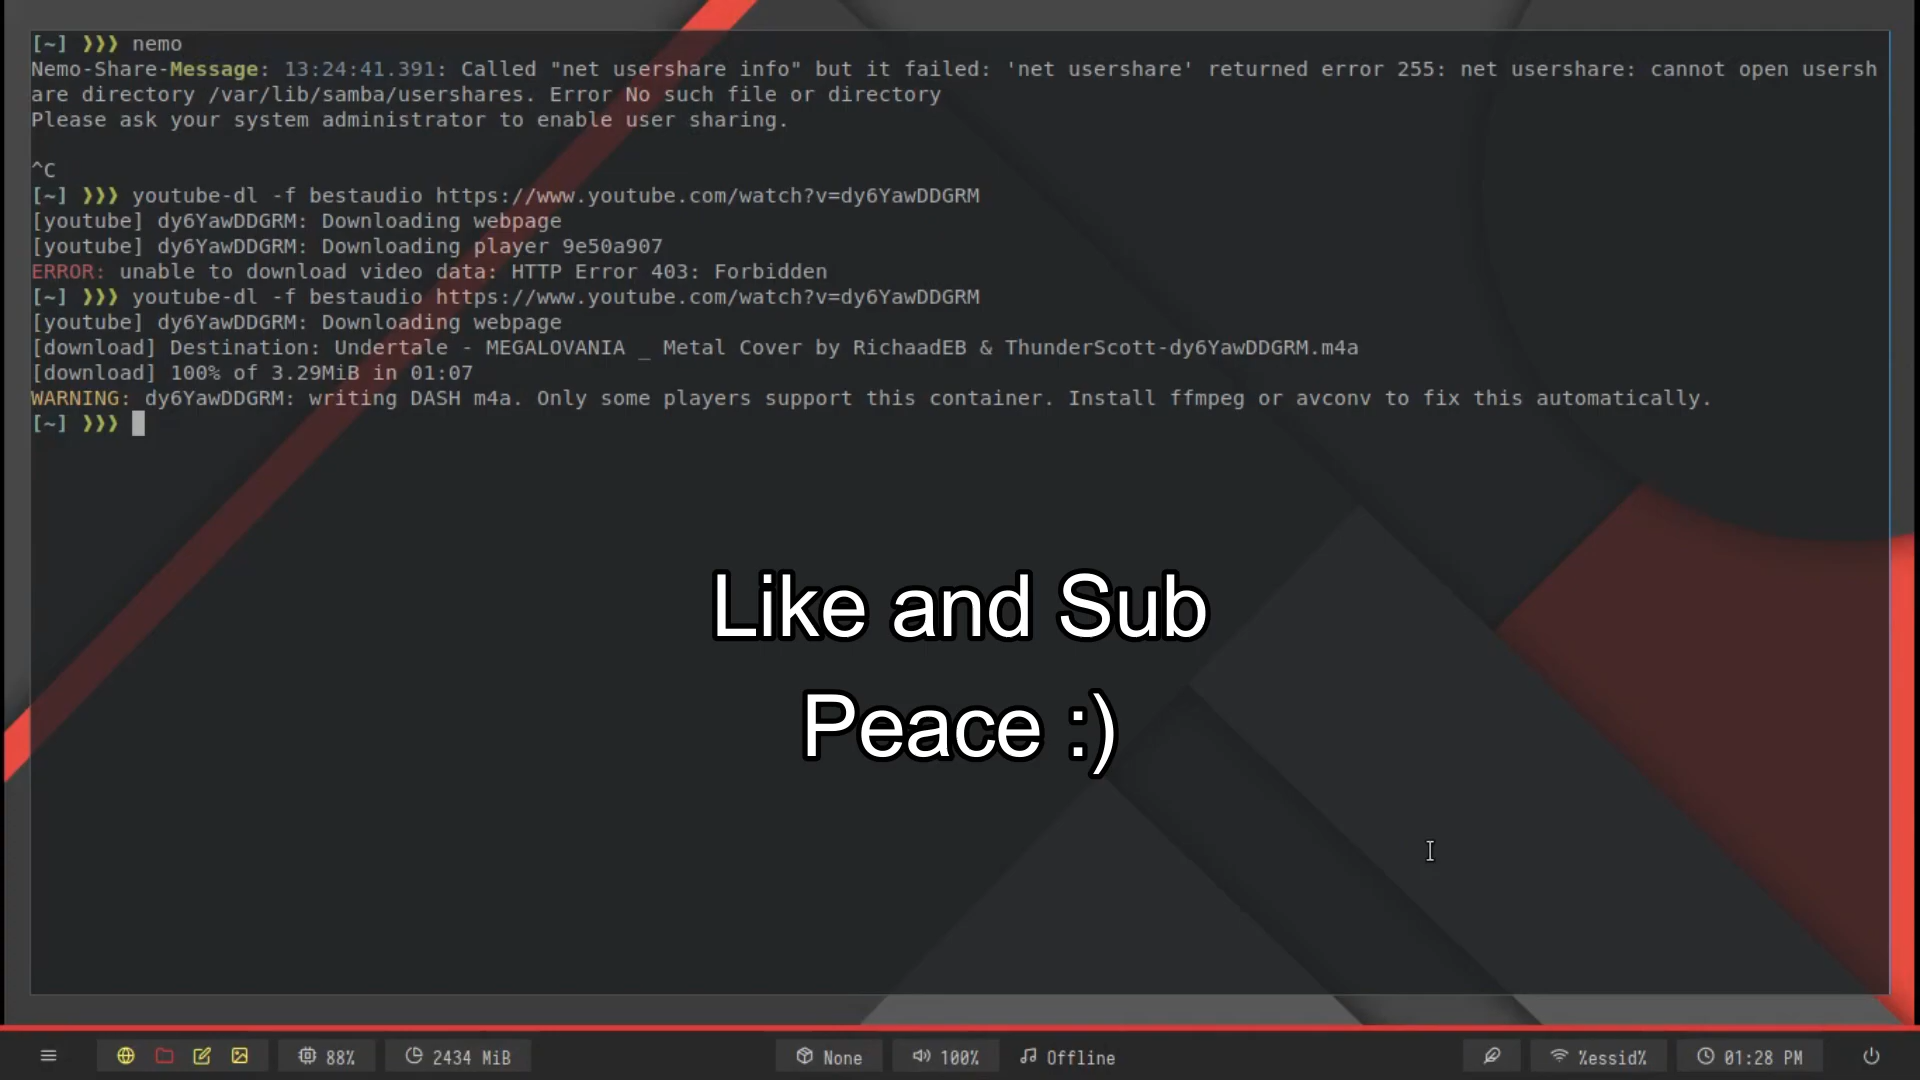 [~] ❯❯❯ nemo
Nemo-Share-Message: 13:24:41.391: Called "net usershare info" but it failed: 'net usershare' returned error 255: net usershare: cannot open usersh
are directory /var/lib/samba/usershares. Error No such file or directory
Please ask your system administrator to enable user sharing.
^C
[~] ❯❯❯ youtube-dl -f bestaudio https://www.youtube.com/watch?v=dy6YawDDGRM
[youtube] dy6YawDDGRM: Downloading webpage
[youtube] dy6YawDDGRM: Downloading player 9e50a907
ERROR: unable to download video data: HTTP Error 403: Forbidden
[~] ❯❯❯ youtube-dl -f bestaudio https://www.youtube.com/watch?v=dy6YawDDGRM
[youtube] dy6YawDDGRM: Downloading webpage
[download] Destination: Undertale - MEGALOVANIA _ Metal Cover by RichaadEB & ThunderScott-dy6YawDDGRM.m4a
[download] 100% of 3.29MiB in 01:07
WARNING: dy6YawDDGRM: writing DASH m4a. Only some players support this container. Install ffmpeg or avconv to fix this automatically.
[~] ❯❯❯
Like and Sub
Peace :)
88% 2434 MiB None 100% Offline %essid% 01:28 PM